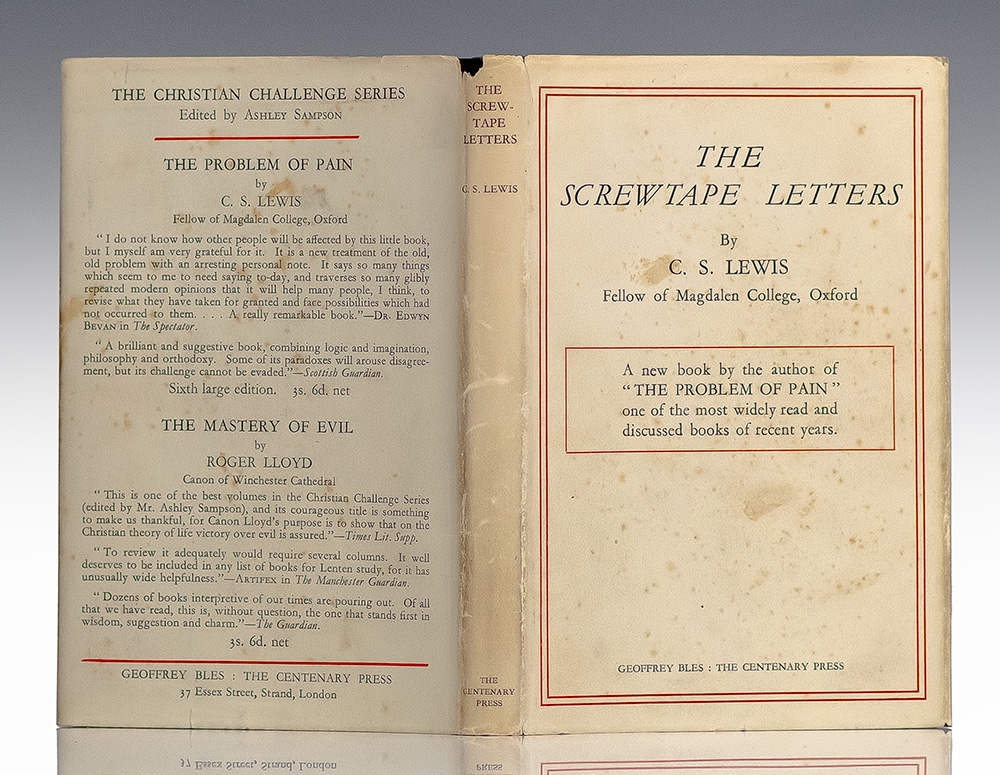 THE CHRISTIAN CHALLENGE SERIES
Edited by ASHLEY SAMPSON
THE PROBLEM OF PAIN
by
C. S. LEWIS
Fellow of Magdalen College, Oxford
“ I do not know how other people will be affected by this little book,
but I myself am very grateful for it. It is a new treatment of the old,
old problem with an arresting personal note. It says so many things
which seem to me to need saying to-day, and traverses so many glibly
repeated modern opinions that it will help many people, I think, to
revise what they have taken for granted and face possibilities which had
not occurred to them. . . . A really remarkable book.”—DR. EDWYN
BEVAN in The Spectator.
“ A brilliant and suggestive book, combining logic and imagination,
philosophy and orthodoxy. Some of its paradoxes will arouse disagree-
ment, but its challenge cannot be evaded.”—Scottish Guardian.
Sixth large edition. 3s. 6d. net
THE MASTERY OF EVIL
by
ROGER LLOYD
Canon of Winchester Cathedral
“ This is one of the best volumes in the Christian Challenge Series
(edited by Mr. Ashley Sampson), and its courageous title is something
to make us thankful, for Canon Lloyd’s purpose is to show that on the
Christian theory of life victory over evil is assured.”—Times Lit. Supp.
“ To review it adequately would require several columns. It well
deserves to be included in any list of books for Lenten study, for it has
unusually wide helpfulness.”—ARTIFEX in The Manchester Guardian.
“ Dozens of books interpretive of our times are pouring out. Of all
that we have read, this is, without question, the one that stands first in
wisdom, suggestion and charm.”—The Guardian.
3s. 6d. net
GEOFFREY BLES : THE CENTENARY PRESS
37 Essex Street, Strand, London
THE
SCREW-
TAPE
LETTERS
C. S. LEWIS
THE
CENTENARY
PRESS
THE
SCREWTAPE LETTERS
By
C. S. LEWIS
Fellow of Magdalen College, Oxford
A new book by the author of
“ THE PROBLEM OF PAIN ”
one of the most widely read and
discussed books of recent years.
GEOFFREY BLES : THE CENTENARY PRESS